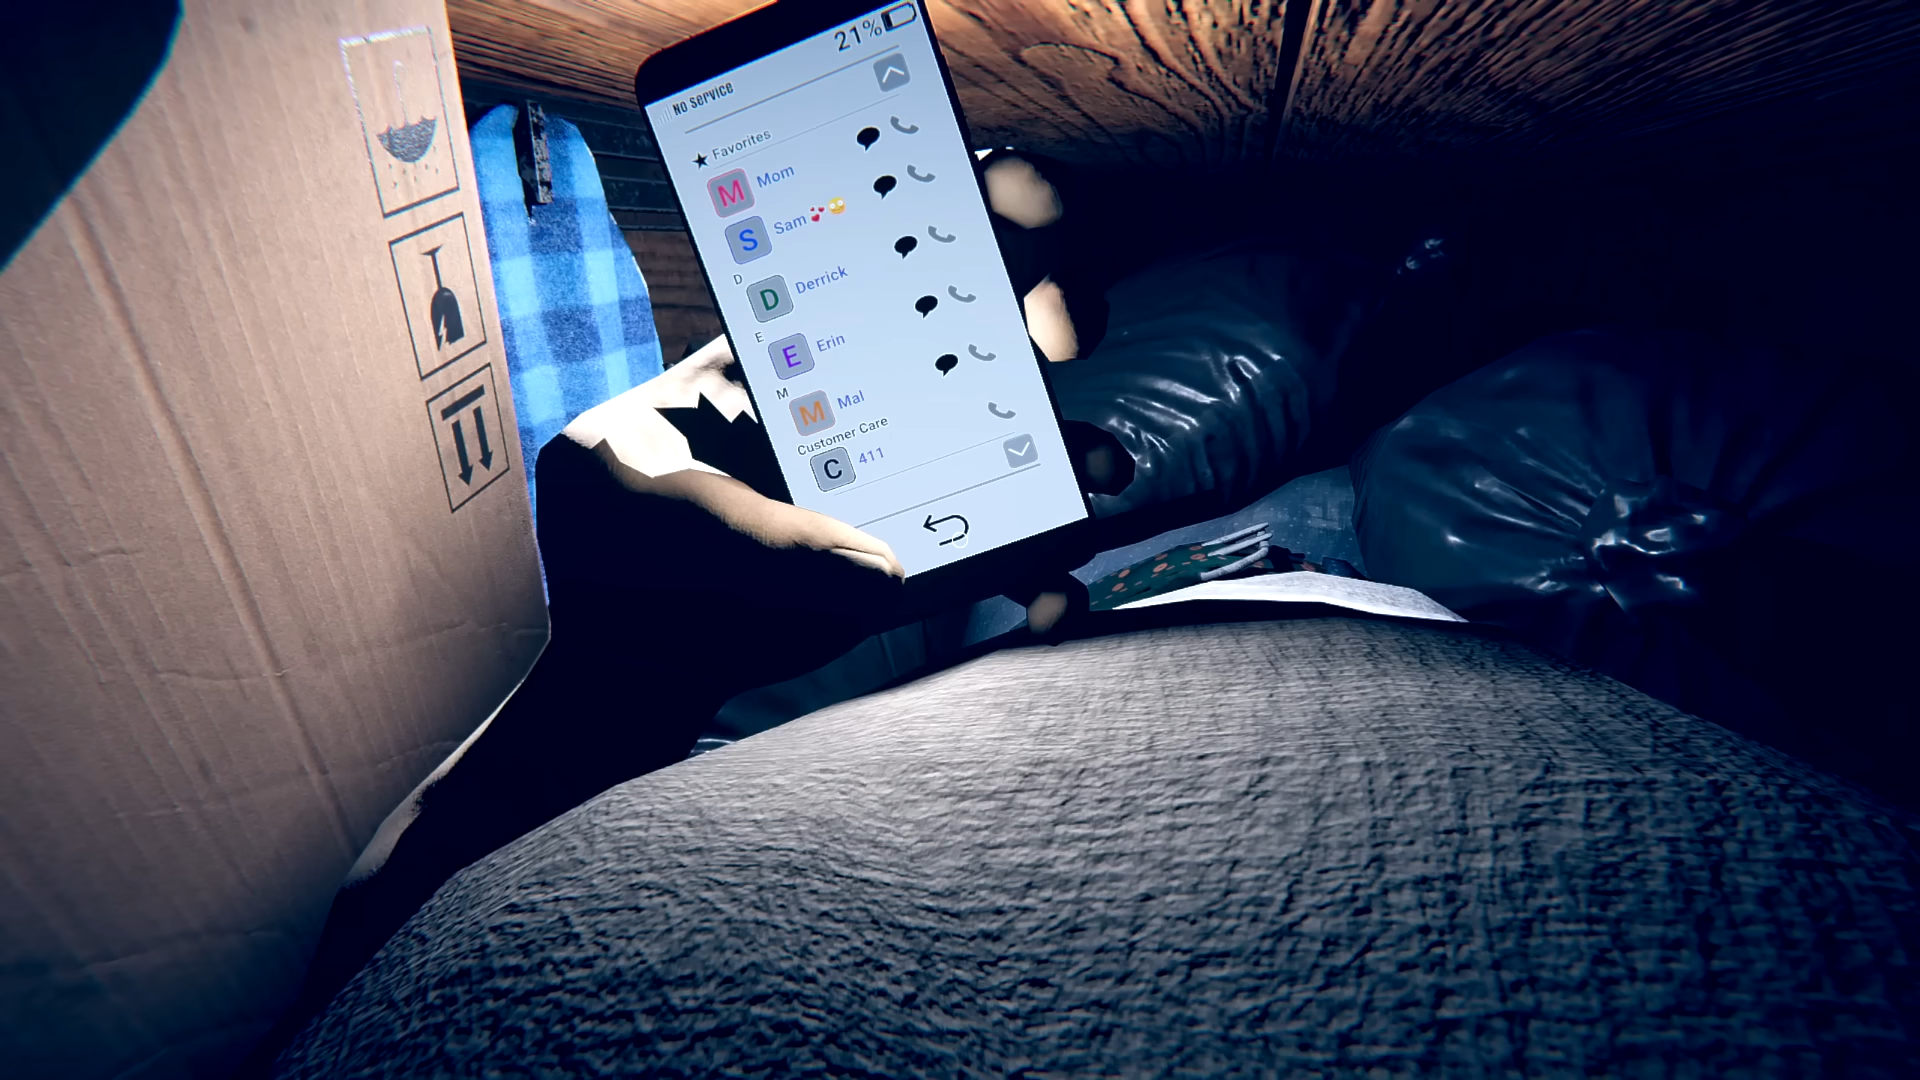 21%
No service
★ Favorites
M Mom
S Sam 💕😳
D
D Derrick
E
E Erin
M
M Mal
Customer Care
C 411